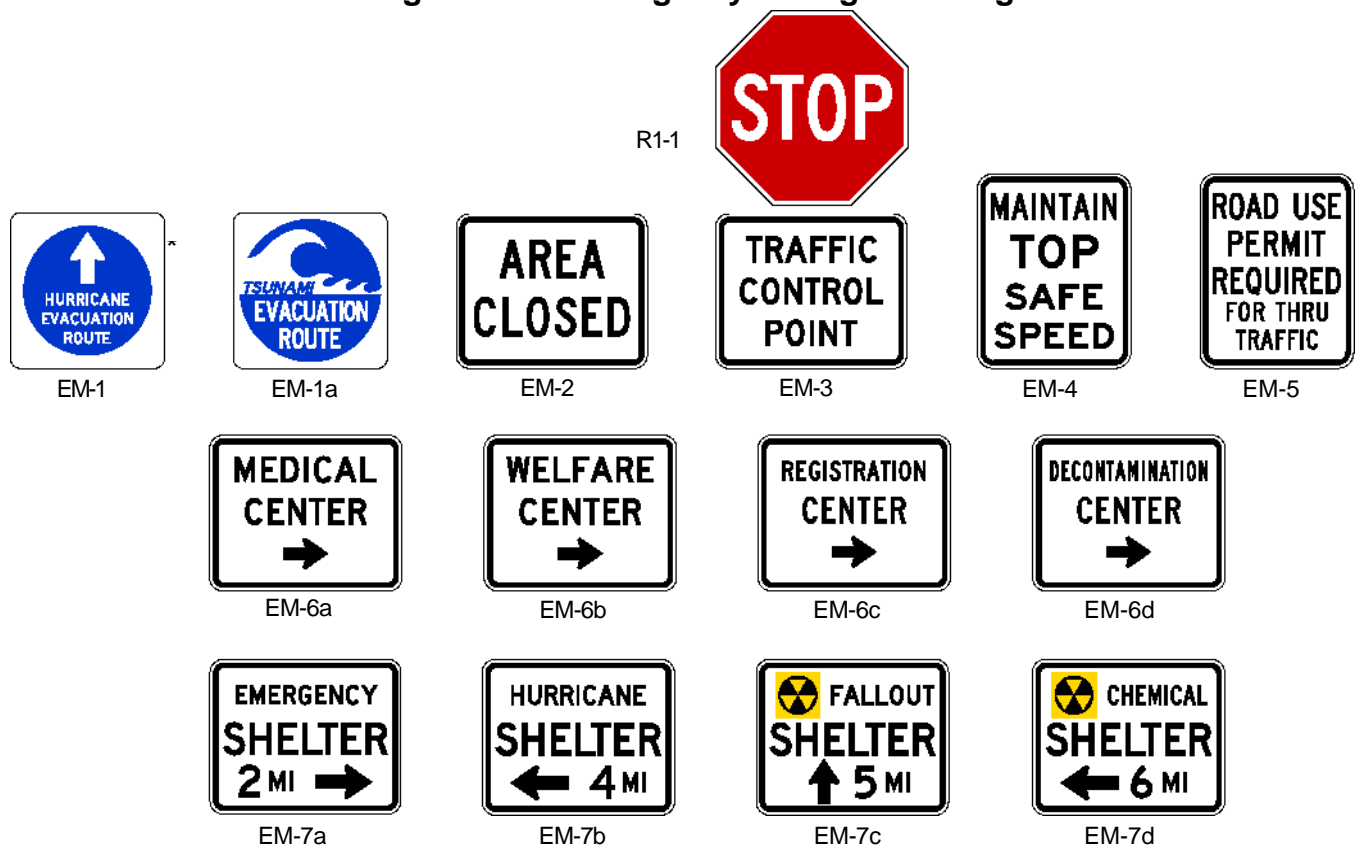 STOP
R1-1
HURRICANE
EVACUATION
ROUTE
*
EM-1
TSUNAMI
EVACUATION
ROUTE
EM-1a
AREA
CLOSED
EM-2
TRAFFIC
CONTROL
POINT
EM-3
MAINTAIN
TOP
SAFE
SPEED
EM-4
ROAD USE
PERMIT
REQUIRED
FOR THRU
TRAFFIC
EM-5
MEDICAL
CENTER
EM-6a
WELFARE
CENTER
EM-6b
REGISTRATION
CENTER
EM-6c
DECONTAMINATION
CENTER
EM-6d
EMERGENCY
SHELTER
2 MI
EM-7a
HURRICANE
SHELTER
4 MI
EM-7b
FALLOUT
SHELTER
5 MI
EM-7c
CHEMICAL
SHELTER
6 MI
EM-7d